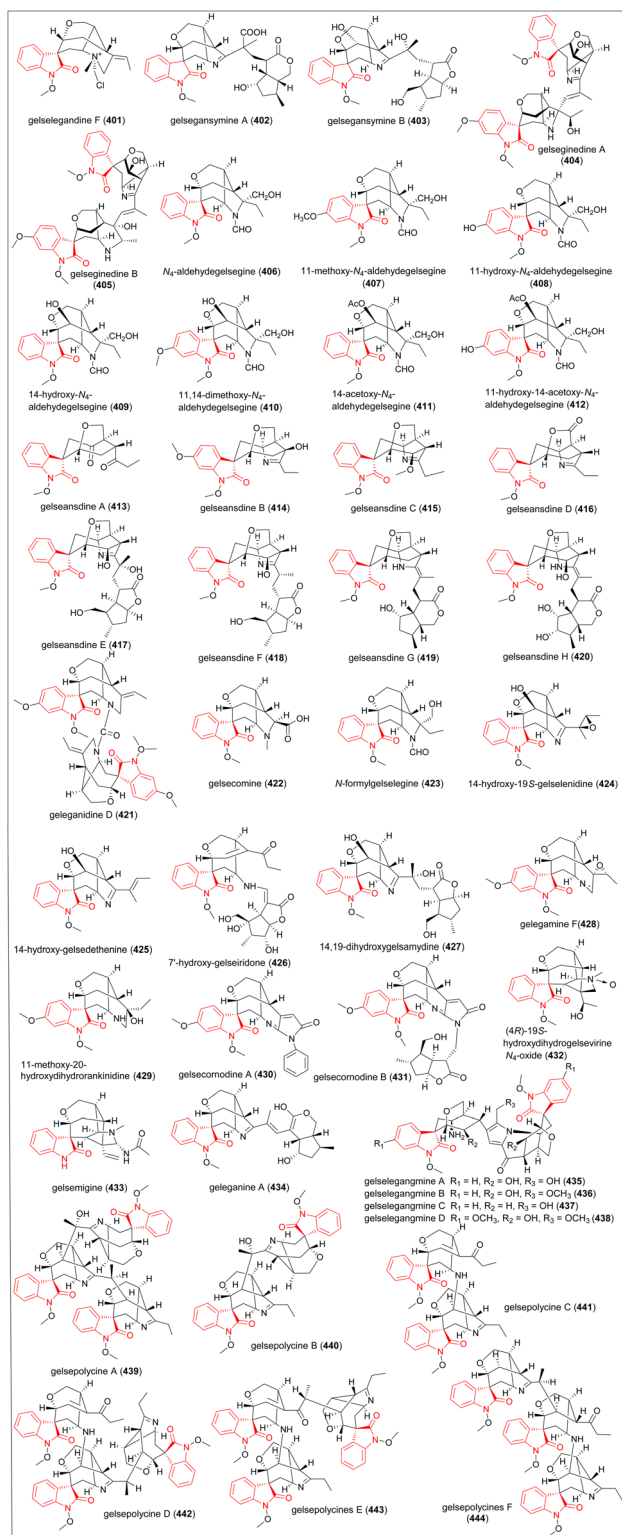 gelselegandine F (401)
gelsegansymine A (402)
gelsegansymine B (403)
gelseginedine A
(404)
gelseginedine B
(405)
N4-aldehydegelsegine
(406)
11-methoxy-N4-aldehydegelsegine
(407)
11-hydroxy-N4-aldehydegelsegine
(408)
14-hydroxy-N4-
aldehydegelsegine
(409)
11,14-dimethoxy-N4-
aldehydegelsegine (410)
14-acetoxy-N4-
aldehydegelsegine
(411)
11-hydroxy-14-acetoxy-N4-
aldehydegelsegine (412)
gelseansdine A (413)
gelseansdine B (414)
gelseansdine C (415)
gelseansdine D (416)
gelseansdine E (417)
gelseansdine F (418)
gelseansdine G (419)
gelseansdine H (420)
geleganidine D (421)
gelsecomine (422)
N-formylgelselegine (423)
14-hydroxy-19S-gelselenidine (424)
14-hydroxy-gelsedethenine (425)
7'-hydroxy-gelseiridone (426)
14,19-dihydroxygelsamydine (427)
gelegamine F(428)
11-methoxy-20-
hydroxydihydrorankinidine (429)
gelsecornodine A (430)
gelsecornodine B (431)
(4R)-19S-
hydroxydihydrogelsevirine
N4-oxide (432)
gelsemigine (433)
geleganine A (434)
gelselegangmine A R1 = H, R2 = OH, R3 = OH (435)
gelselegangmine B R1 = H, R2 = OH, R3 = OCH3 (436)
gelselegangmine C R1 = H, R2 = H, R3 = OH (437)
gelselegangmine D R1 = OCH3, R2 = OH, R3 = OCH3 (438)
gelsepolycine A
(439)
gelsepolycine B (440)
gelsepolycine C (441)
gelsepolycine D (442)
gelsepolycines E (443)
gelsepolycines F
(444)